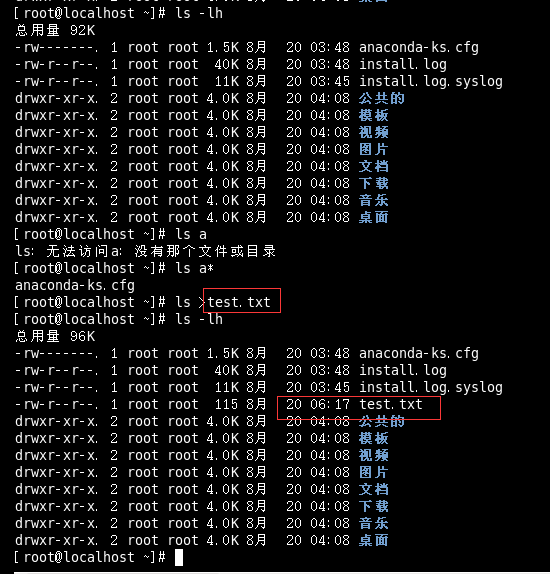 [root@localhost ~]# ls -lh
总用量 92K
-rw-------. 1 root root 1.5K 8月  20 03:48 anaconda-ks.cfg
-rw-r--r--. 1 root root  40K 8月  20 03:48 install.log
-rw-r--r--. 1 root root  11K 8月  20 03:45 install.log.syslog
drwxr-xr-x. 2 root root 4.0K 8月  20 04:08 公共的
drwxr-xr-x. 2 root root 4.0K 8月  20 04:08 模板
drwxr-xr-x. 2 root root 4.0K 8月  20 04:08 视频
drwxr-xr-x. 2 root root 4.0K 8月  20 04:08 图片
drwxr-xr-x. 2 root root 4.0K 8月  20 04:08 文档
drwxr-xr-x. 2 root root 4.0K 8月  20 04:08 下载
drwxr-xr-x. 2 root root 4.0K 8月  20 04:08 音乐
drwxr-xr-x. 2 root root 4.0K 8月  20 04:08 桌面
[root@localhost ~]# ls a
ls: 无法访问a: 没有那个文件或目录
[root@localhost ~]# ls a*
anaconda-ks.cfg
[root@localhost ~]# ls >test.txt
[root@localhost ~]# ls -lh
总用量 96K
-rw-------. 1 root root 1.5K 8月  20 03:48 anaconda-ks.cfg
-rw-r--r--. 1 root root  40K 8月  20 03:48 install.log
-rw-r--r--. 1 root root  11K 8月  20 03:45 install.log.syslog
-rw-r--r--. 1 root root  115 8月  20 06:17 test.txt
drwxr-xr-x. 2 root root 4.0K 8月  20 04:08 公共的
drwxr-xr-x. 2 root root 4.0K 8月  20 04:08 模板
drwxr-xr-x. 2 root root 4.0K 8月  20 04:08 视频
drwxr-xr-x. 2 root root 4.0K 8月  20 04:08 图片
drwxr-xr-x. 2 root root 4.0K 8月  20 04:08 文档
drwxr-xr-x. 2 root root 4.0K 8月  20 04:08 下载
drwxr-xr-x. 2 root root 4.0K 8月  20 04:08 音乐
drwxr-xr-x. 2 root root 4.0K 8月  20 04:08 桌面
[root@localhost ~]#